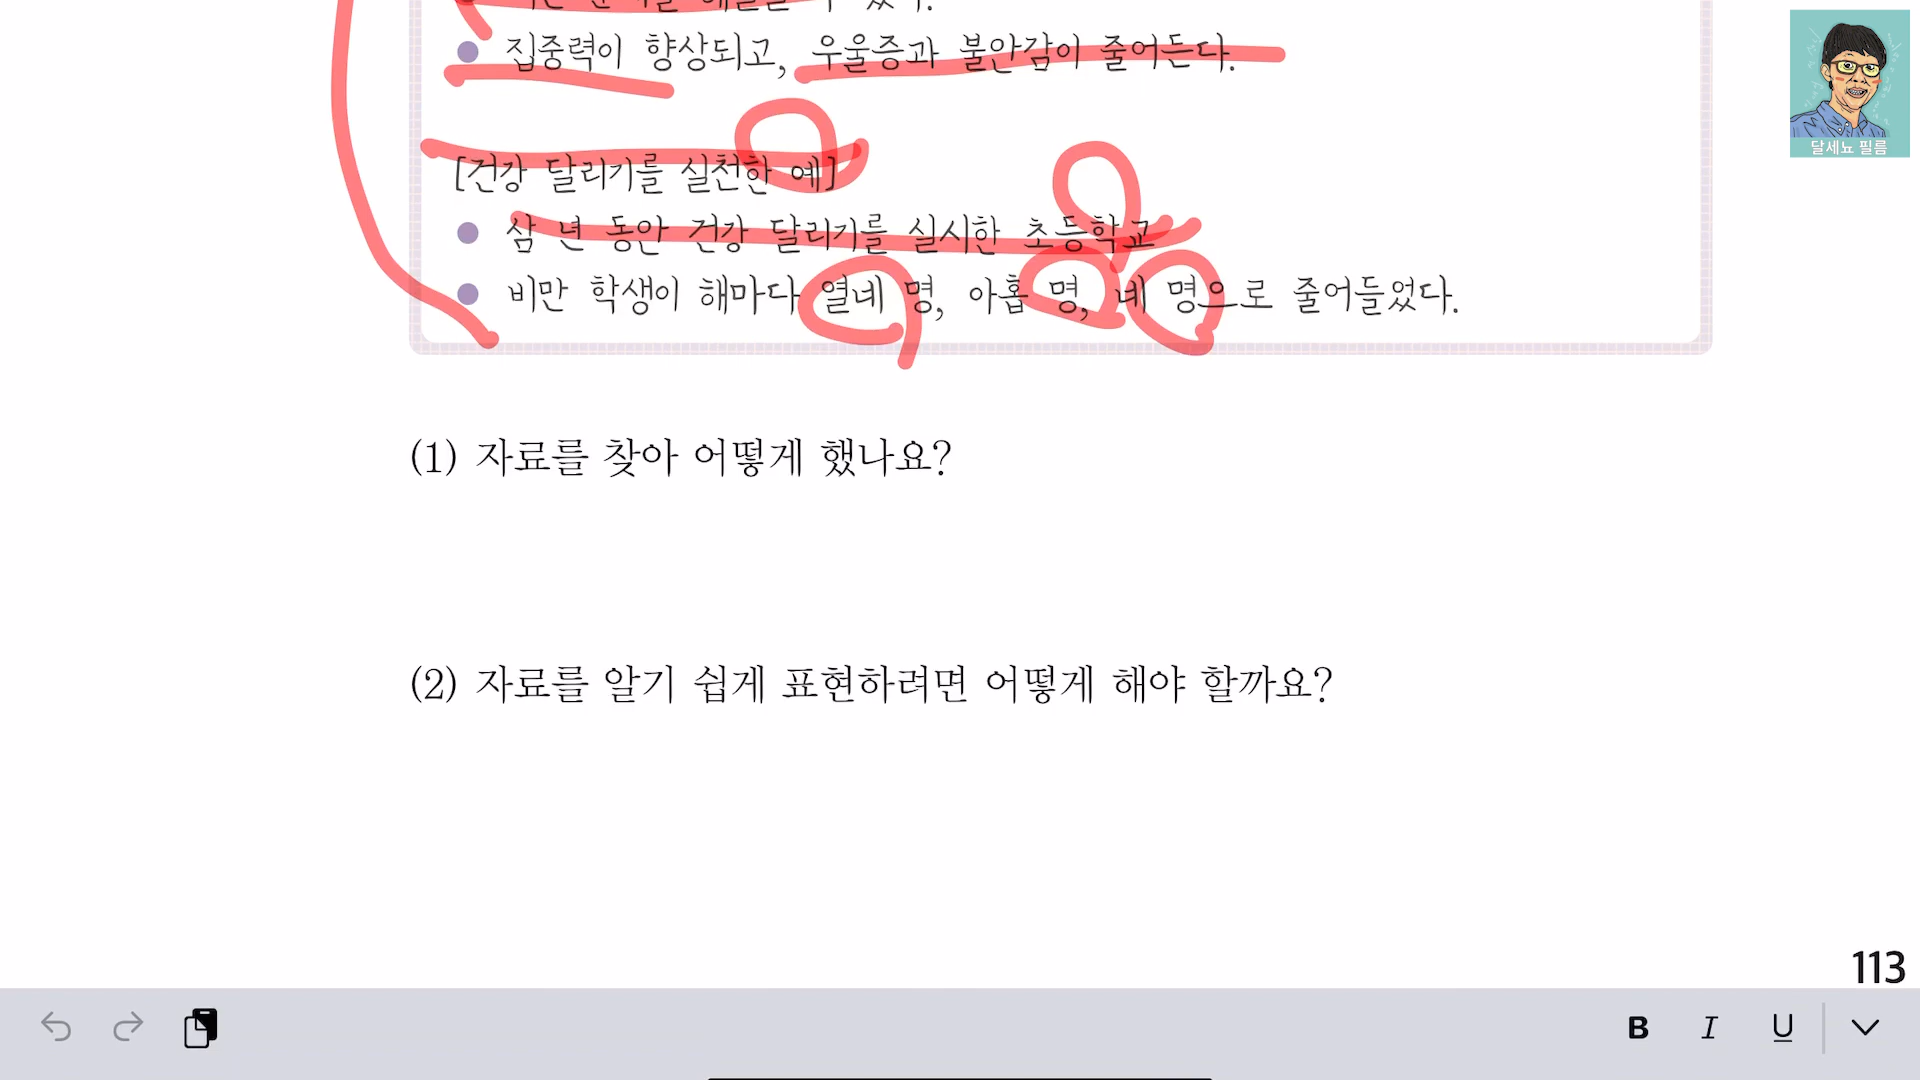 수 있다.
집중력이 향상되고, 우울증과 불안감이 줄어든다.
[건강 달리기를 실천한 예]
삼 년 동안 건강 달리기를 실시한 초등학교
비만 학생이 해마다 열네 명, 아홉 명, 네 명으로 줄어들었다.
(1) 자료를 찾아 어떻게 했나요?
(2) 자료를 알기 쉽게 표현하려면 어떻게 해야 할까요?
달세뇨 필름
113
B I U